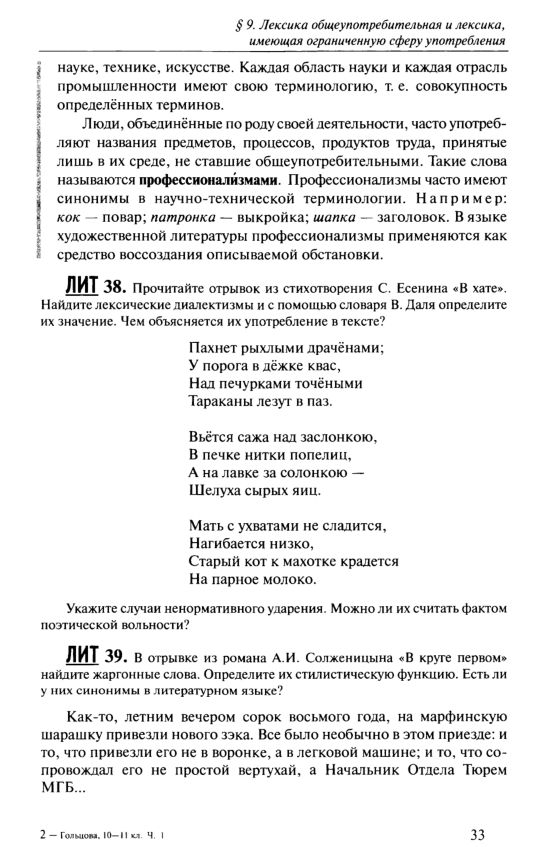 § 9. Лексика общеупотребительная и лексика,
имеющая ограниченную сферу употребления
науке, технике, искусстве. Каждая область науки и каждая отрасль
промышленности имеют свою терминологию, т. е. совокупность
определённых терминов.
Люди, объединённые по роду своей деятельности, часто употреб-
ляют названия предметов, процессов, продуктов труда, принятые
лишь в их среде, не ставшие общеупотребительными. Такие слова
называются профессионали́змами. Профессионализмы часто имеют
синонимы в научно-технической терминологии. Например:
кок — повар; патронка — выкройка; шапка — заголовок. В языке
художественной литературы профессионализмы применяются как
средство воссоздания описываемой обстановки.
ЛИТ 38. Прочитайте отрывок из стихотворения С. Есенина «В хате».
Найдите лексические диалектизмы и с помощью словаря В. Даля определите
их значение. Чем объясняется их употребление в тексте?
Пахнет рыхлыми драчёнами;
У порога в дёжке квас,
Над печурками точёными
Тараканы лезут в паз.
Вьётся сажа над заслонкою,
В печке нитки попелиц,
А на лавке за солонкою —
Шелуха сырых яиц.
Мать с ухватами не сладится,
Нагибается низко,
Старый кот к махотке крадется
На парное молоко.
Укажите случаи ненормативного ударения. Можно ли их считать фактом
поэтической вольности?
ЛИТ 39. В отрывке из романа А.И. Солженицына «В круге первом»
найдите жаргонные слова. Определите их стилистическую функцию. Есть ли
у них синонимы в литературном языке?
Как-то, летним вечером сорок восьмого года, на марфинскую
шарашку привезли нового зэка. Все было необычно в этом приезде: и
то, что привезли его не в воронке, а в легковой машине; и то, что со-
провождал его не простой вертухай, а Начальник Отдела Тюрем
МГБ...
2 — Гольцова, 10—11 кл. Ч. 1
33